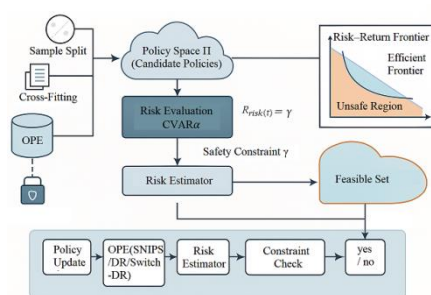 Sample Split
Cross-Fitting
OPE
Policy Space Π
(Candidate Policies)
Risk Evaluation
CVARα
R_risk(t) = γ
Safety Constraint γ
Risk Estimator
Risk–Return Frontier
Efficient
Frontier
Unsafe Region
Feasible Set
Policy
Update
OPE(SNIPS
/DR/Switch
-DR)
Risk
Estimator
Constraint
Check
yes
/ no